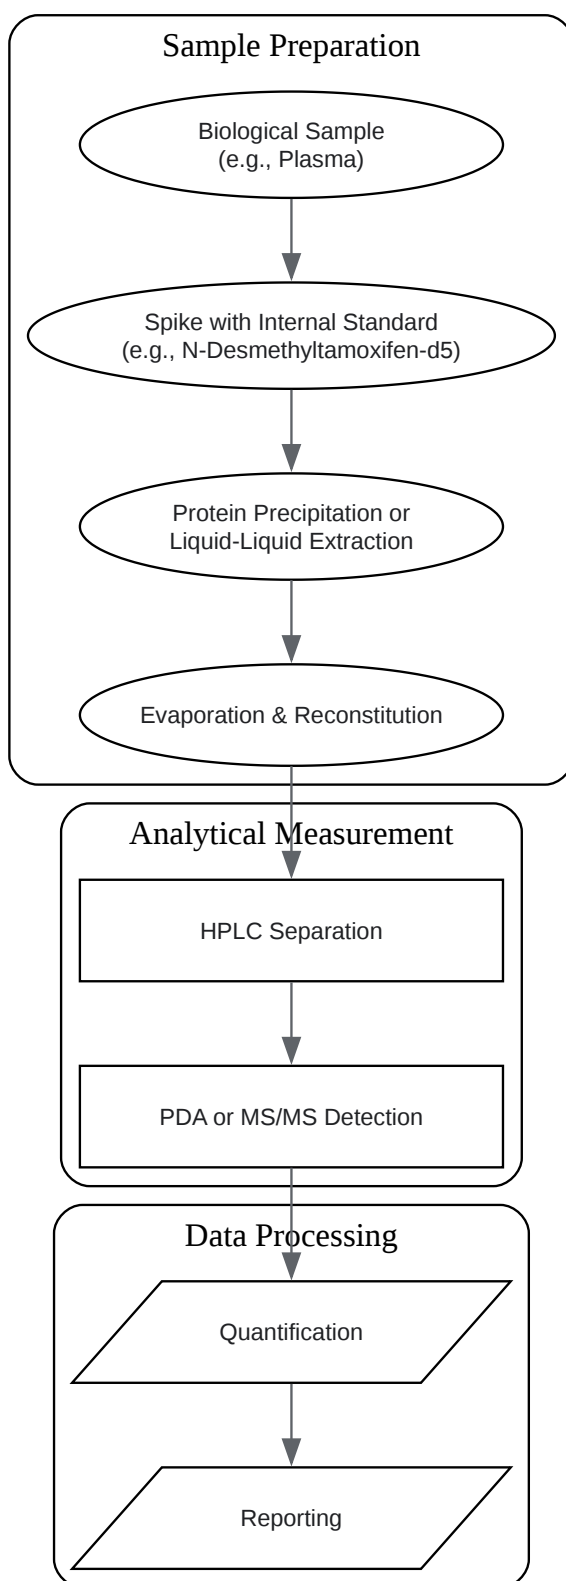 Sample Preparation
Biological Sample
(e.g., Plasma)
Spike with Internal Standard
(e.g., N-Desmethyltamoxifen-d5)
Protein Precipitation or
Liquid-Liquid Extraction
Evaporation & Reconstitution
Analytical Measurement
HPLC Separation
PDA or MS/MS Detection
Data Processing
Quantification
Reporting